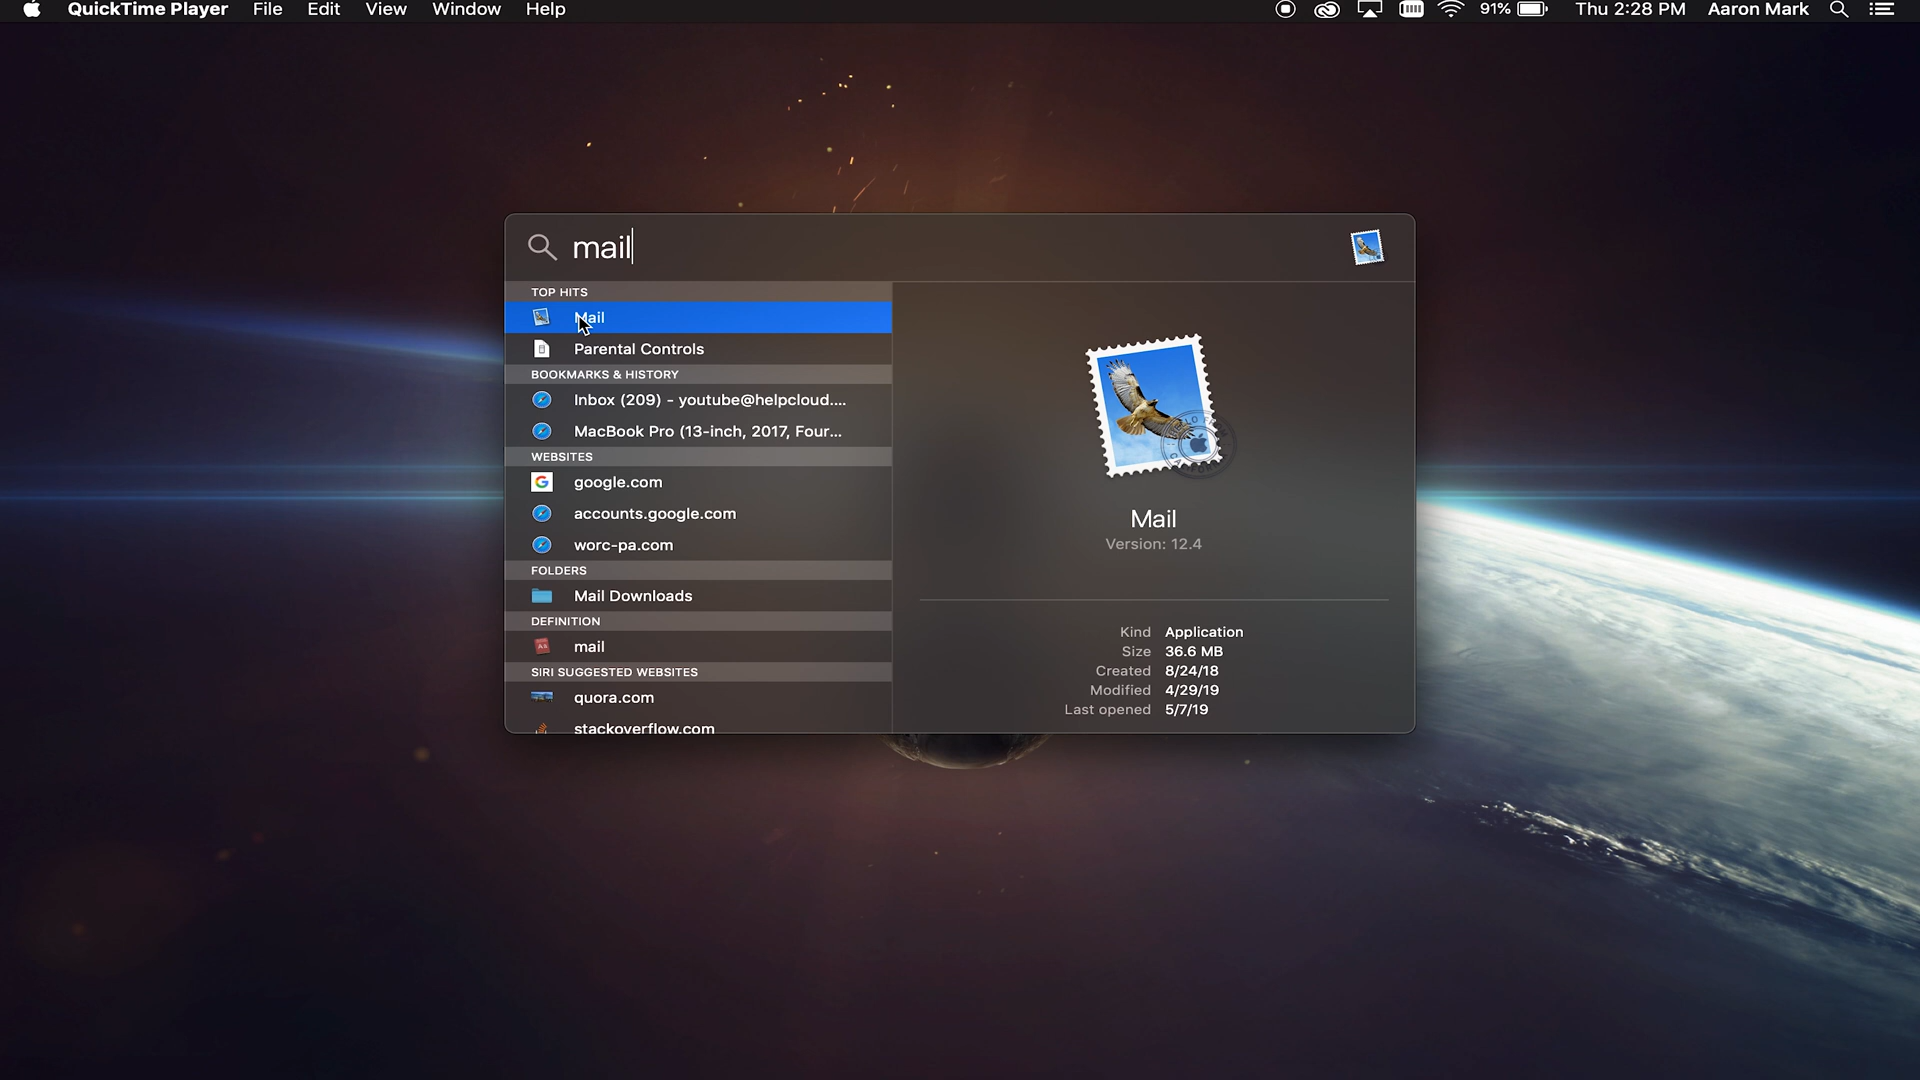 QuickTime Player File Edit View Window Help 91% Thu 2:28 PM Aaron Mark
mail
TOP HITS
Mail
Parental Controls
BOOKMARKS & HISTORY
Inbox (209) - youtube@helpcloud....
MacBook Pro (13-inch, 2017, Four...
WEBSITES
google.com
accounts.google.com
worc-pa.com
FOLDERS
Mail Downloads
DEFINITION
mail
SIRI SUGGESTED WEBSITES
quora.com
stackoverflow.com
Mail
Version: 12.4
Kind Application
Size 36.6 MB
Created 8/24/18
Modified 4/29/19
Last opened 5/7/19